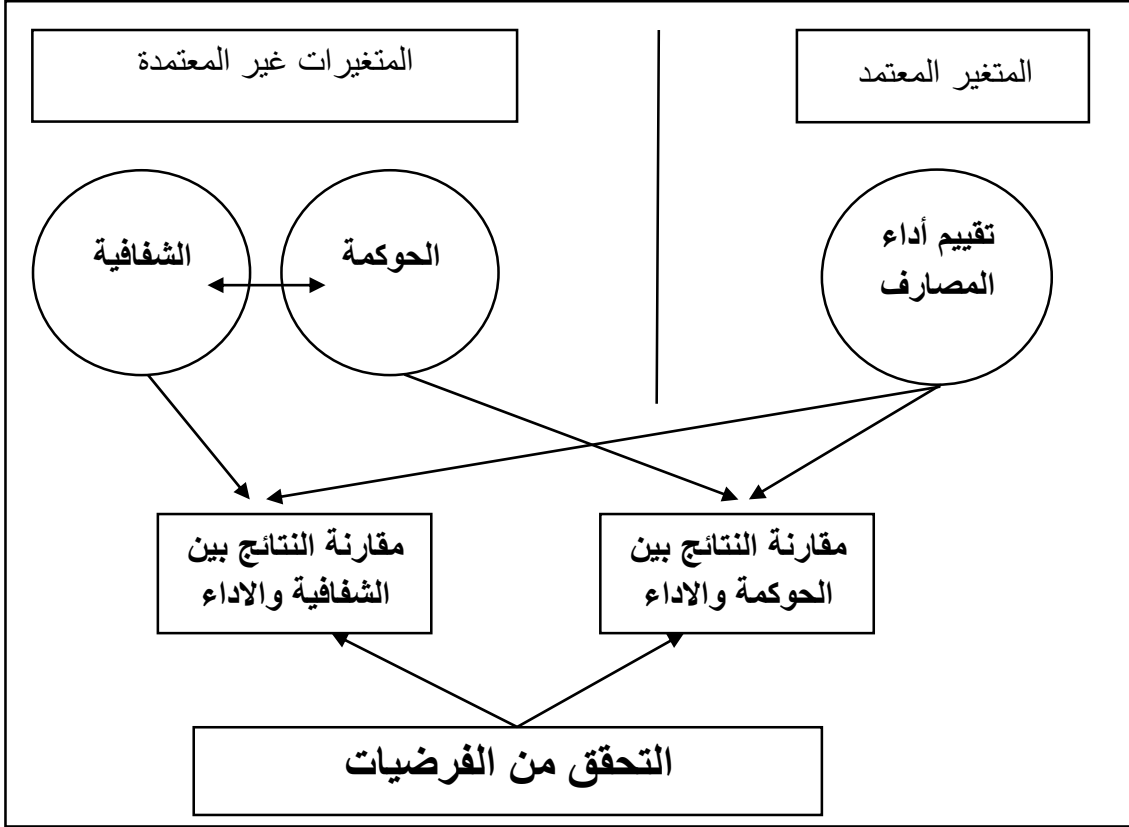 المتغير المعتمد
المتغيرات غير المعتمدة
تقييم أداء
المصارف
الحوكمة
الشفافية
مقارنة النتائج بين
الحوكمة والاداء
مقارنة النتائج بين
الشفافية والاداء
التحقق من الفرضيات